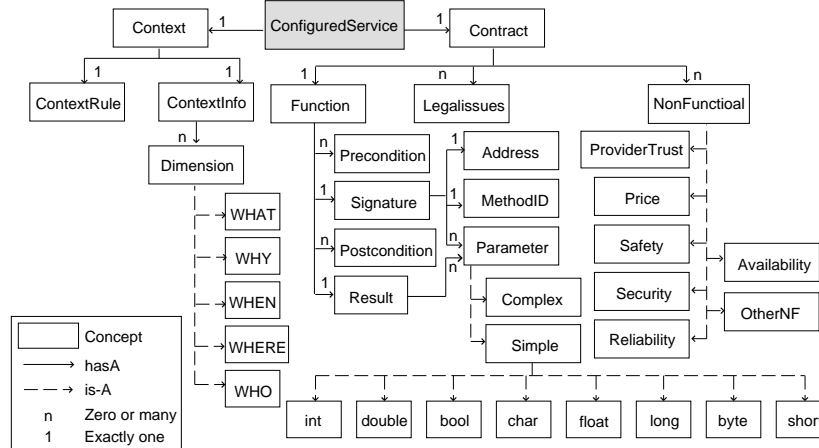 Context
1
ConfiguredService
1
Contract
1
1
1
n
n
ContextRule
ContextInfo
Function
Legalissues
NonFunctioal
n
Dimension
n
Precondition
1
Address
ProviderTrust
WHAT
1
Signature
1
MethodID
Price
WHY
n
Postcondition
n
Parameter
Safety
n
Availability
WHEN
1
Result
Complex
Security
OtherNF
WHERE
Simple
Reliability
WHO
Concept
hasA
is-A
n Zero or many
1 Exactly one
int
double
bool
char
float
long
byte
shor